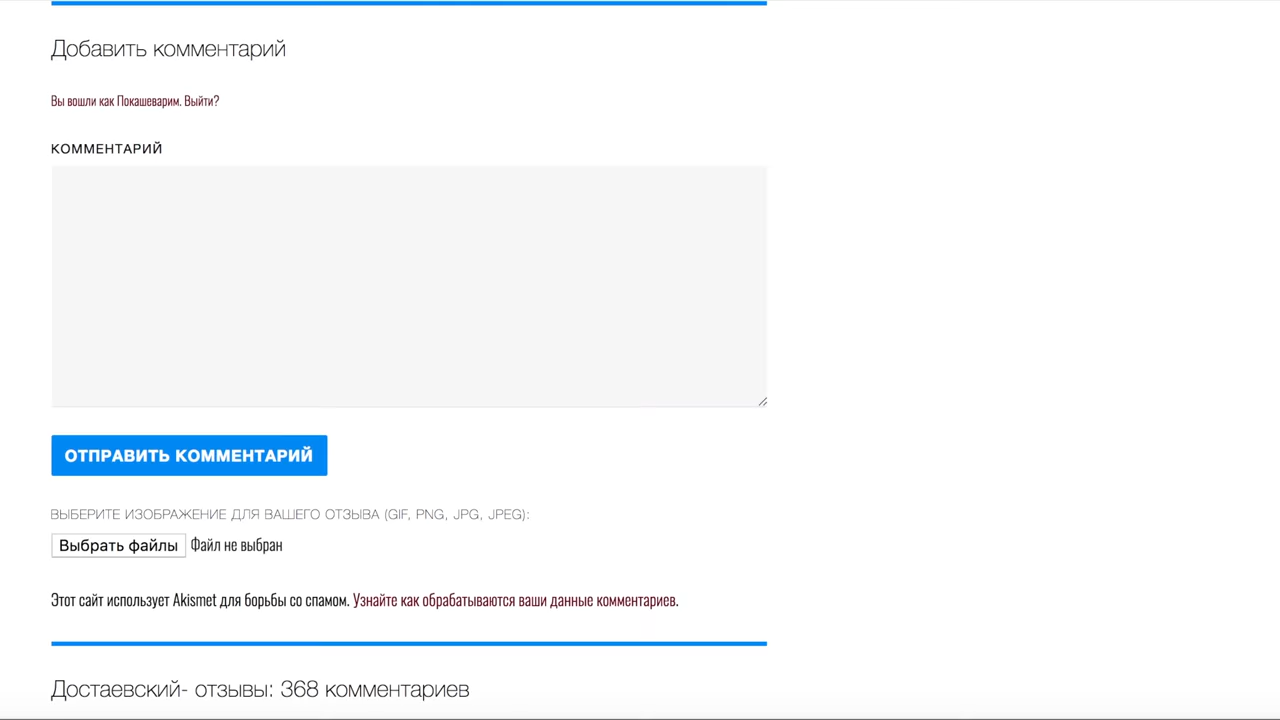 Добавить комментарий
Вы вошли как Покашеварим. Выйти?
КОММЕНТАРИЙ
ОТПРАВИТЬ КОММЕНТАРИЙ
ВЫБЕРИТЕ ИЗОБРАЖЕНИЕ ДЛЯ ВАШЕГО ОТЗЫВА (GIF, PNG, JPG, JPEG):
Выбрать файлы Файл не выбран
Этот сайт использует Akismet для борьбы со спамом. Узнайте как обрабатываются ваши данные комментариев.
Достаевский- отзывы: 368 комментариев